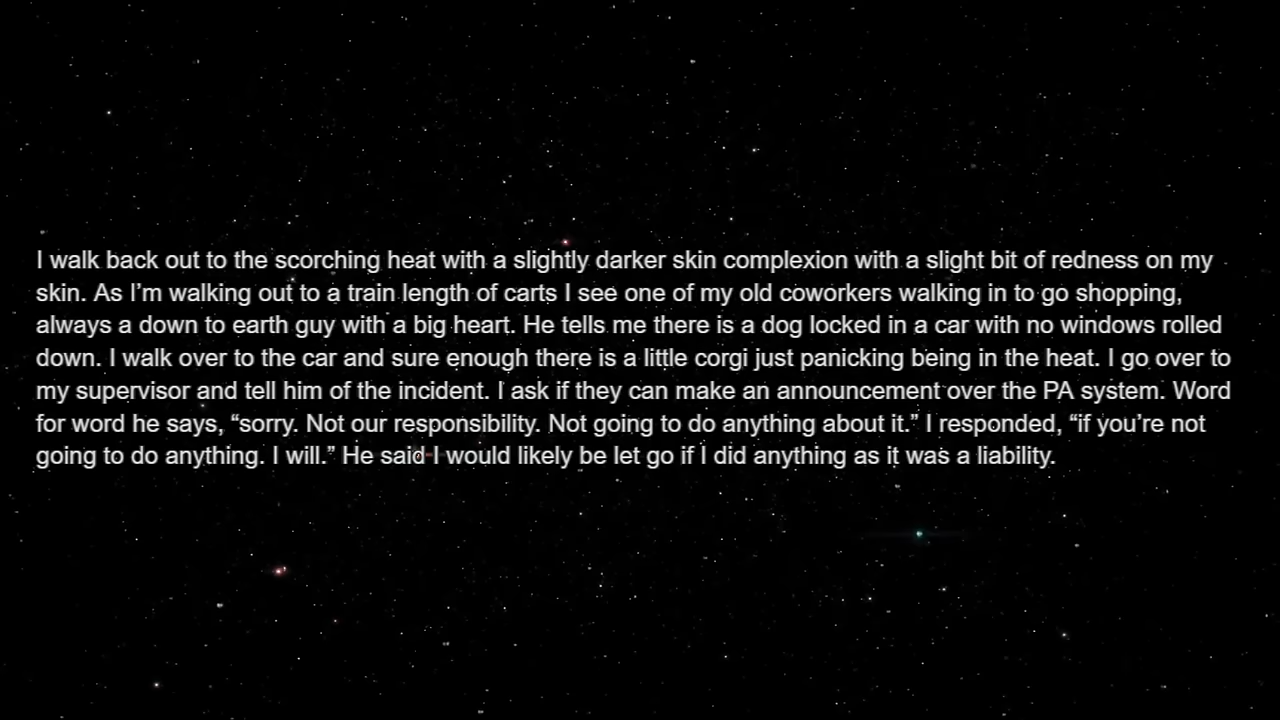 I walk back out to the scorching heat with a slightly darker skin complexion with a slight bit of redness on my
skin. As I’m walking out to a train length of carts I see one of my old coworkers walking in to go shopping,
always a down to earth guy with a big heart. He tells me there is a dog locked in a car with no windows rolled
down. I walk over to the car and sure enough there is a little corgi just panicking being in the heat. I go over to
my supervisor and tell him of the incident. I ask if they can make an announcement over the PA system. Word
for word he says, “sorry. Not our responsibility. Not going to do anything about it.” I responded, “if you’re not
going to do anything. I will.” He said I would likely be let go if I did anything as it was a liability.